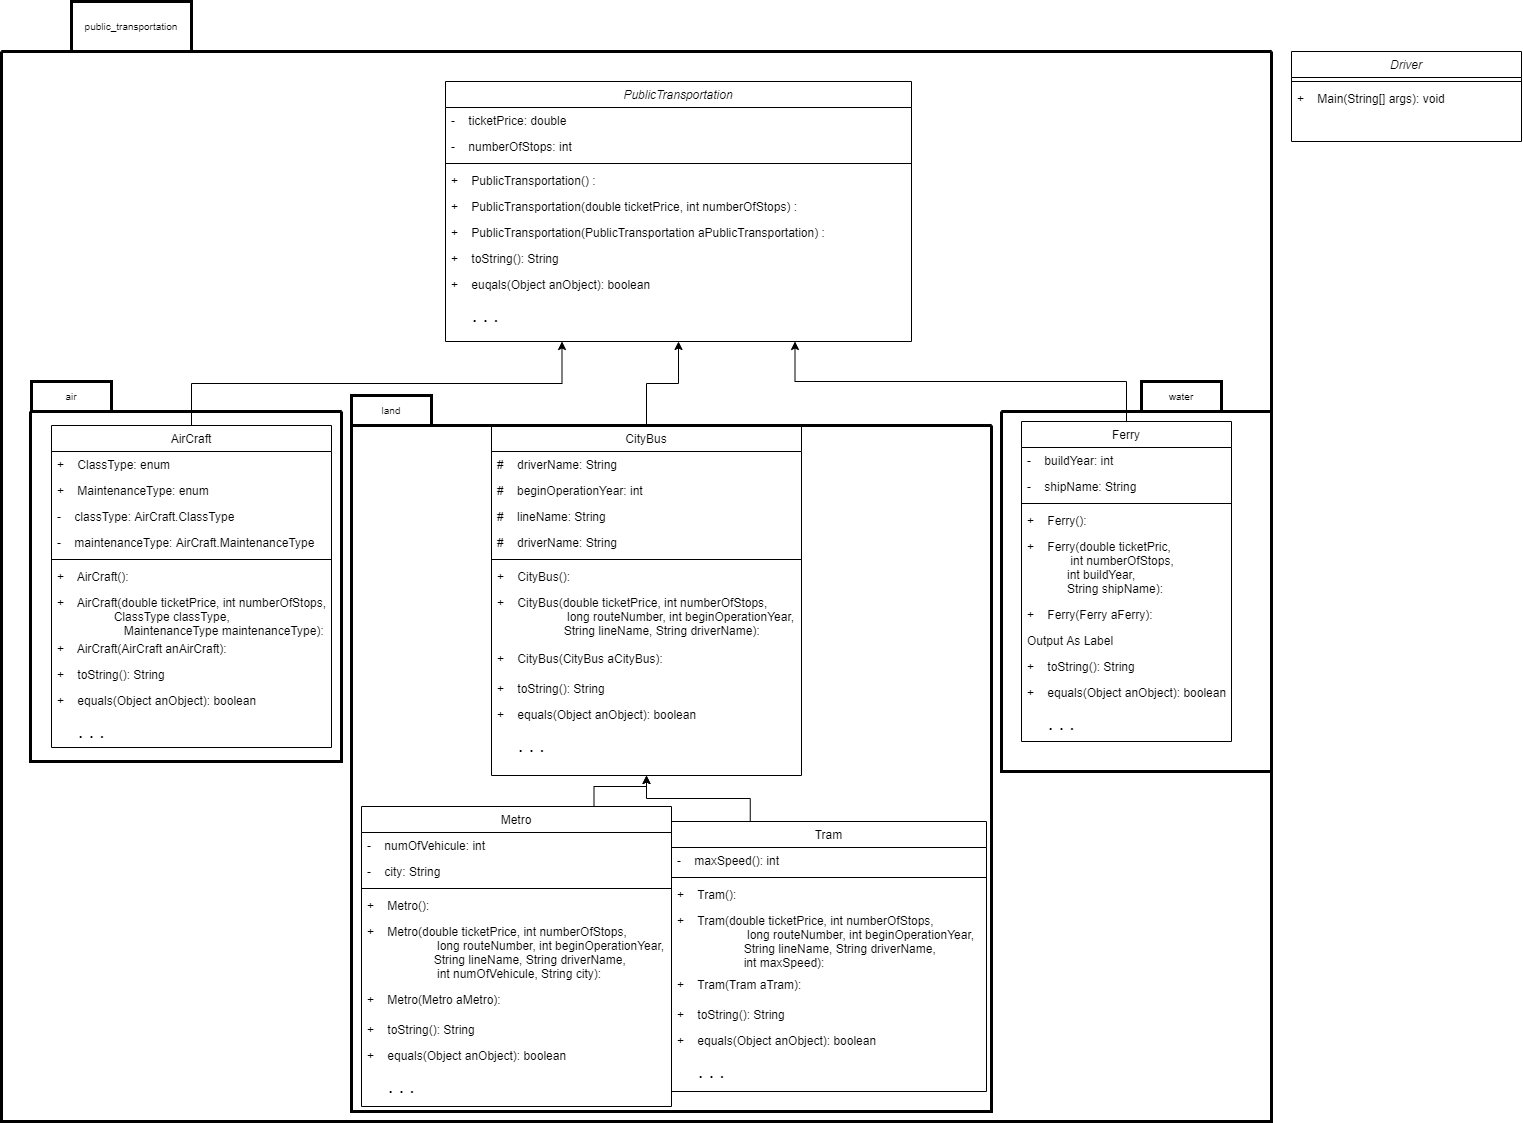 public_transportation
Driver
+ Main(String[] args): void
PublicTransportation
- ticketPrice: double
- numberOfStops: int
+ PublicTransportation() :
+ PublicTransportation(double ticketPrice, int numberOfStops) :
+ PublicTransportation(PublicTransportation aPublicTransportation) :
+ toString(): String
+ euqals(Object anObject): boolean
. . .
air
AirCraft
+ ClassType: enum
+ MaintenanceType: enum
- classType: AirCraft.ClassType
- maintenanceType: AirCraft.MaintenanceType
+ AirCraft():
+ AirCraft(double ticketPrice, int numberOfStops,
ClassType classType,
MaintenanceType maintenanceType):
+ AirCraft(AirCraft anAirCraft):
+ toString(): String
+ equals(Object anObject): boolean
. . .
land
CityBus
# driverName: String
# beginOperationYear: int
# lineName: String
# driverName: String
+ CityBus():
+ CityBus(double ticketPrice, int numberOfStops,
long routeNumber, int beginOperationYear,
String lineName, String driverName):
+ CityBus(CityBus aCityBus):
+ toString(): String
+ equals(Object anObject): boolean
. . .
Metro
- numOfVehicule: int
- city: String
+ Metro():
+ Metro(double ticketPrice, int numberOfStops,
long routeNumber, int beginOperationYear,
String lineName, String driverName,
int numOfVehicule, String city):
+ Metro(Metro aMetro):
+ toString(): String
+ equals(Object anObject): boolean
. . .
Tram
- maxSpeed(): int
+ Tram():
+ Tram(double ticketPrice, int numberOfStops,
long routeNumber, int beginOperationYear,
String lineName, String driverName,
int maxSpeed):
+ Tram(Tram aTram):
+ toString(): String
+ equals(Object anObject): boolean
. . .
water
Ferry
- buildYear: int
- shipName: String
+ Ferry():
+ Ferry(double ticketPric,
int numberOfStops,
int buildYear,
String shipName):
+ Ferry(Ferry aFerry):
Output As Label
+ toString(): String
+ equals(Object anObject): boolean
. . .